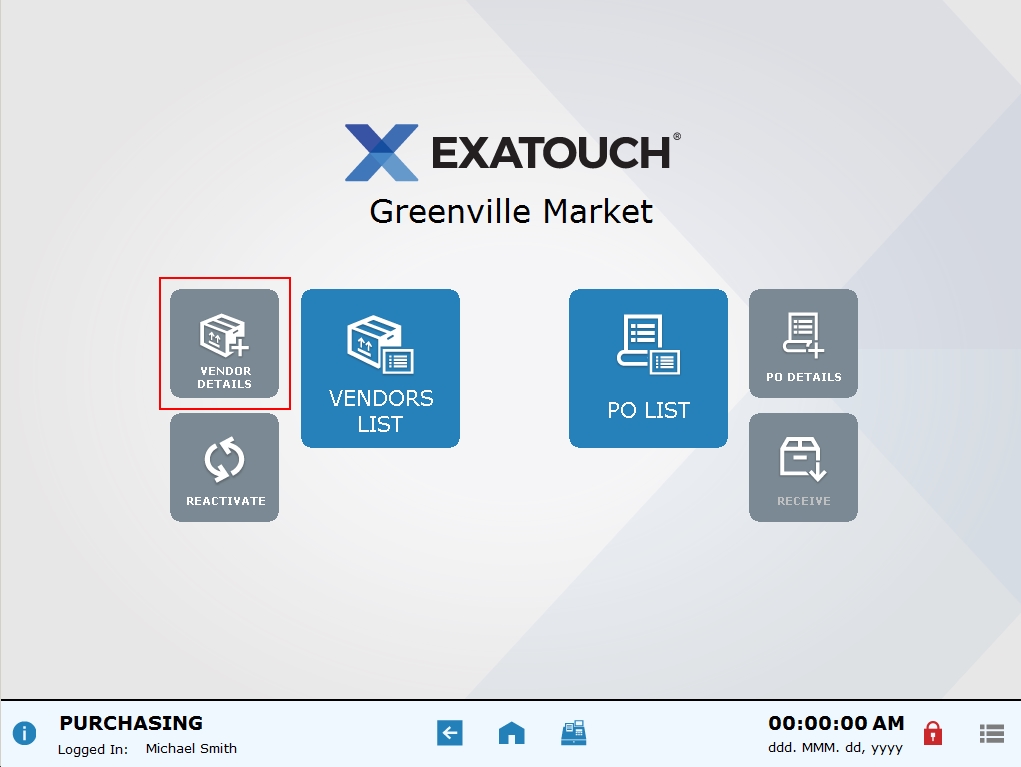 EXATOUCH®
Greenville Market
VENDOR
DETAILS
VENDORS
LIST
PO LIST
PO DETAILS
REACTIVATE
RECEIVE
PURCHASING
Logged In: Michael Smith
00:00:00 AM
ddd. MMM. dd, yyyy